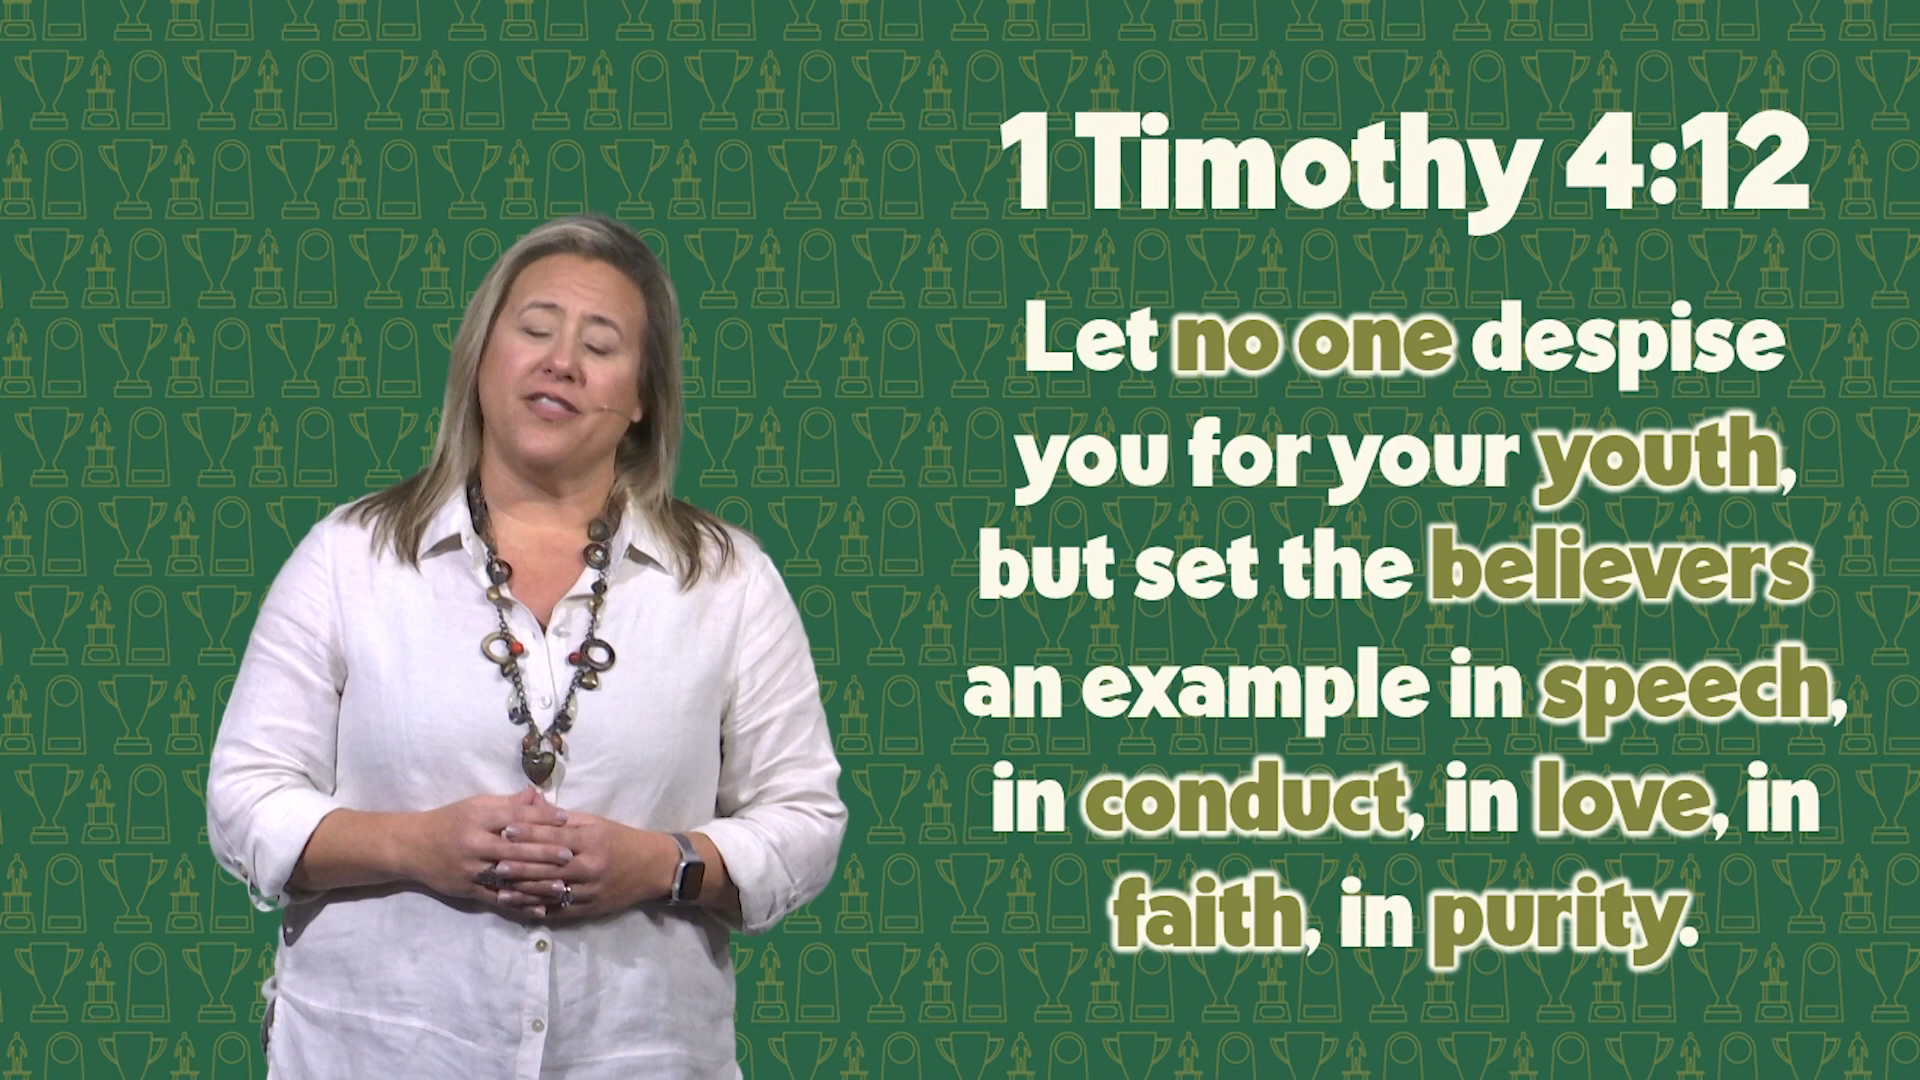 1 Timothy 4:12
Let no one despise
you for your youth,
but set the believers
an example in speech,
in conduct, in love, in
faith, in purity.